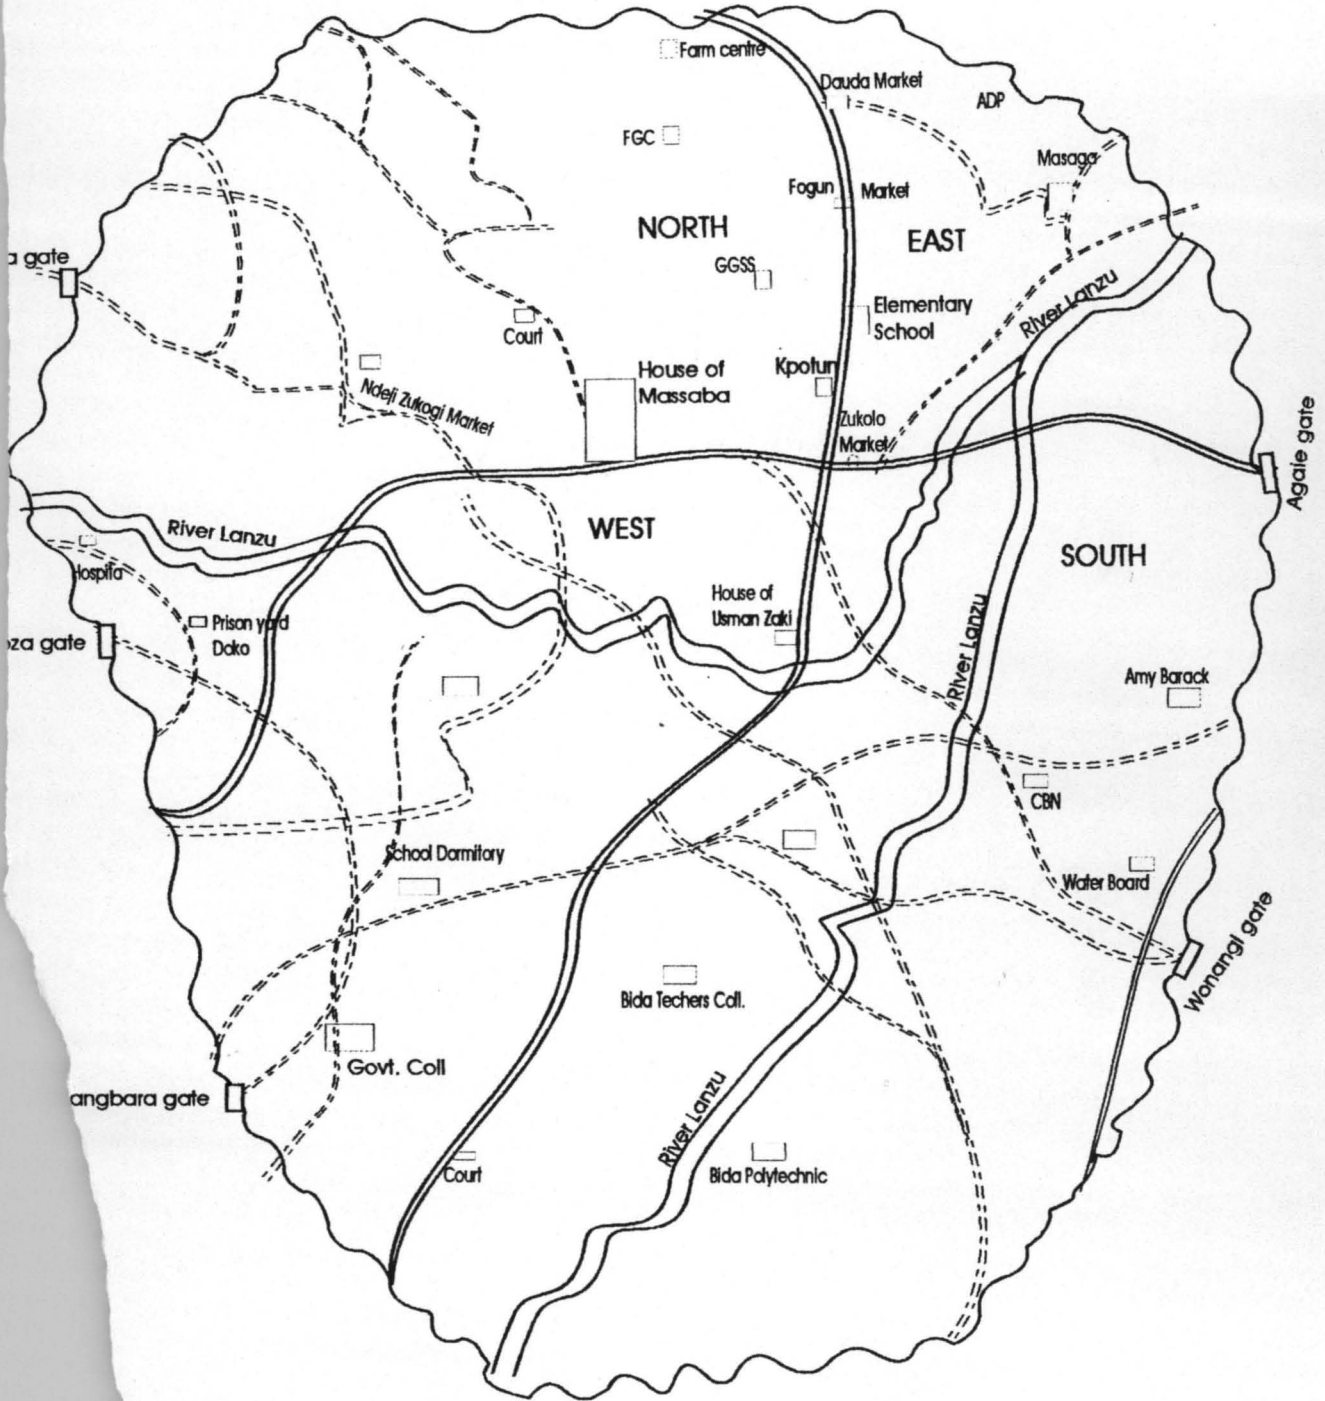 Farm centre
Dauda Market
ADP
FGC
Masaga
Fogun Market
NORTH
EAST
a gate
GGSS
River Lanzu
Elementary
School
Court
House of
Massaba
Kpotun
Ndeji Zukogi Market
Zukolo
Market
Agaie gate
River Lanzu
WEST
SOUTH
Hospita
House of
Usman Zaki
Prison yard
Doko
oza gate
River Lanzu
Amy Barack
CBN
School Dormitory
Water Board
Wonangi gate
Bida Techers Coll.
Govt. Coll
angbara gate
River Lanzu
Court
Bida Polytechnic